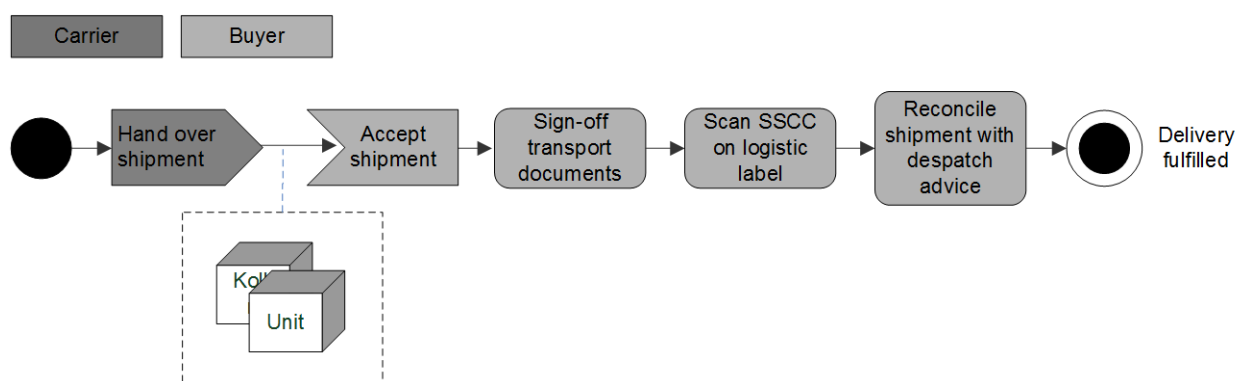 Carrier
Buyer
Hand over
shipment
Accept
shipment
Sign-off
transport
documents
Scan SSCC
on logistic
label
Reconcile
shipment with
despatch
advice
Delivery
fulfilled
Unit